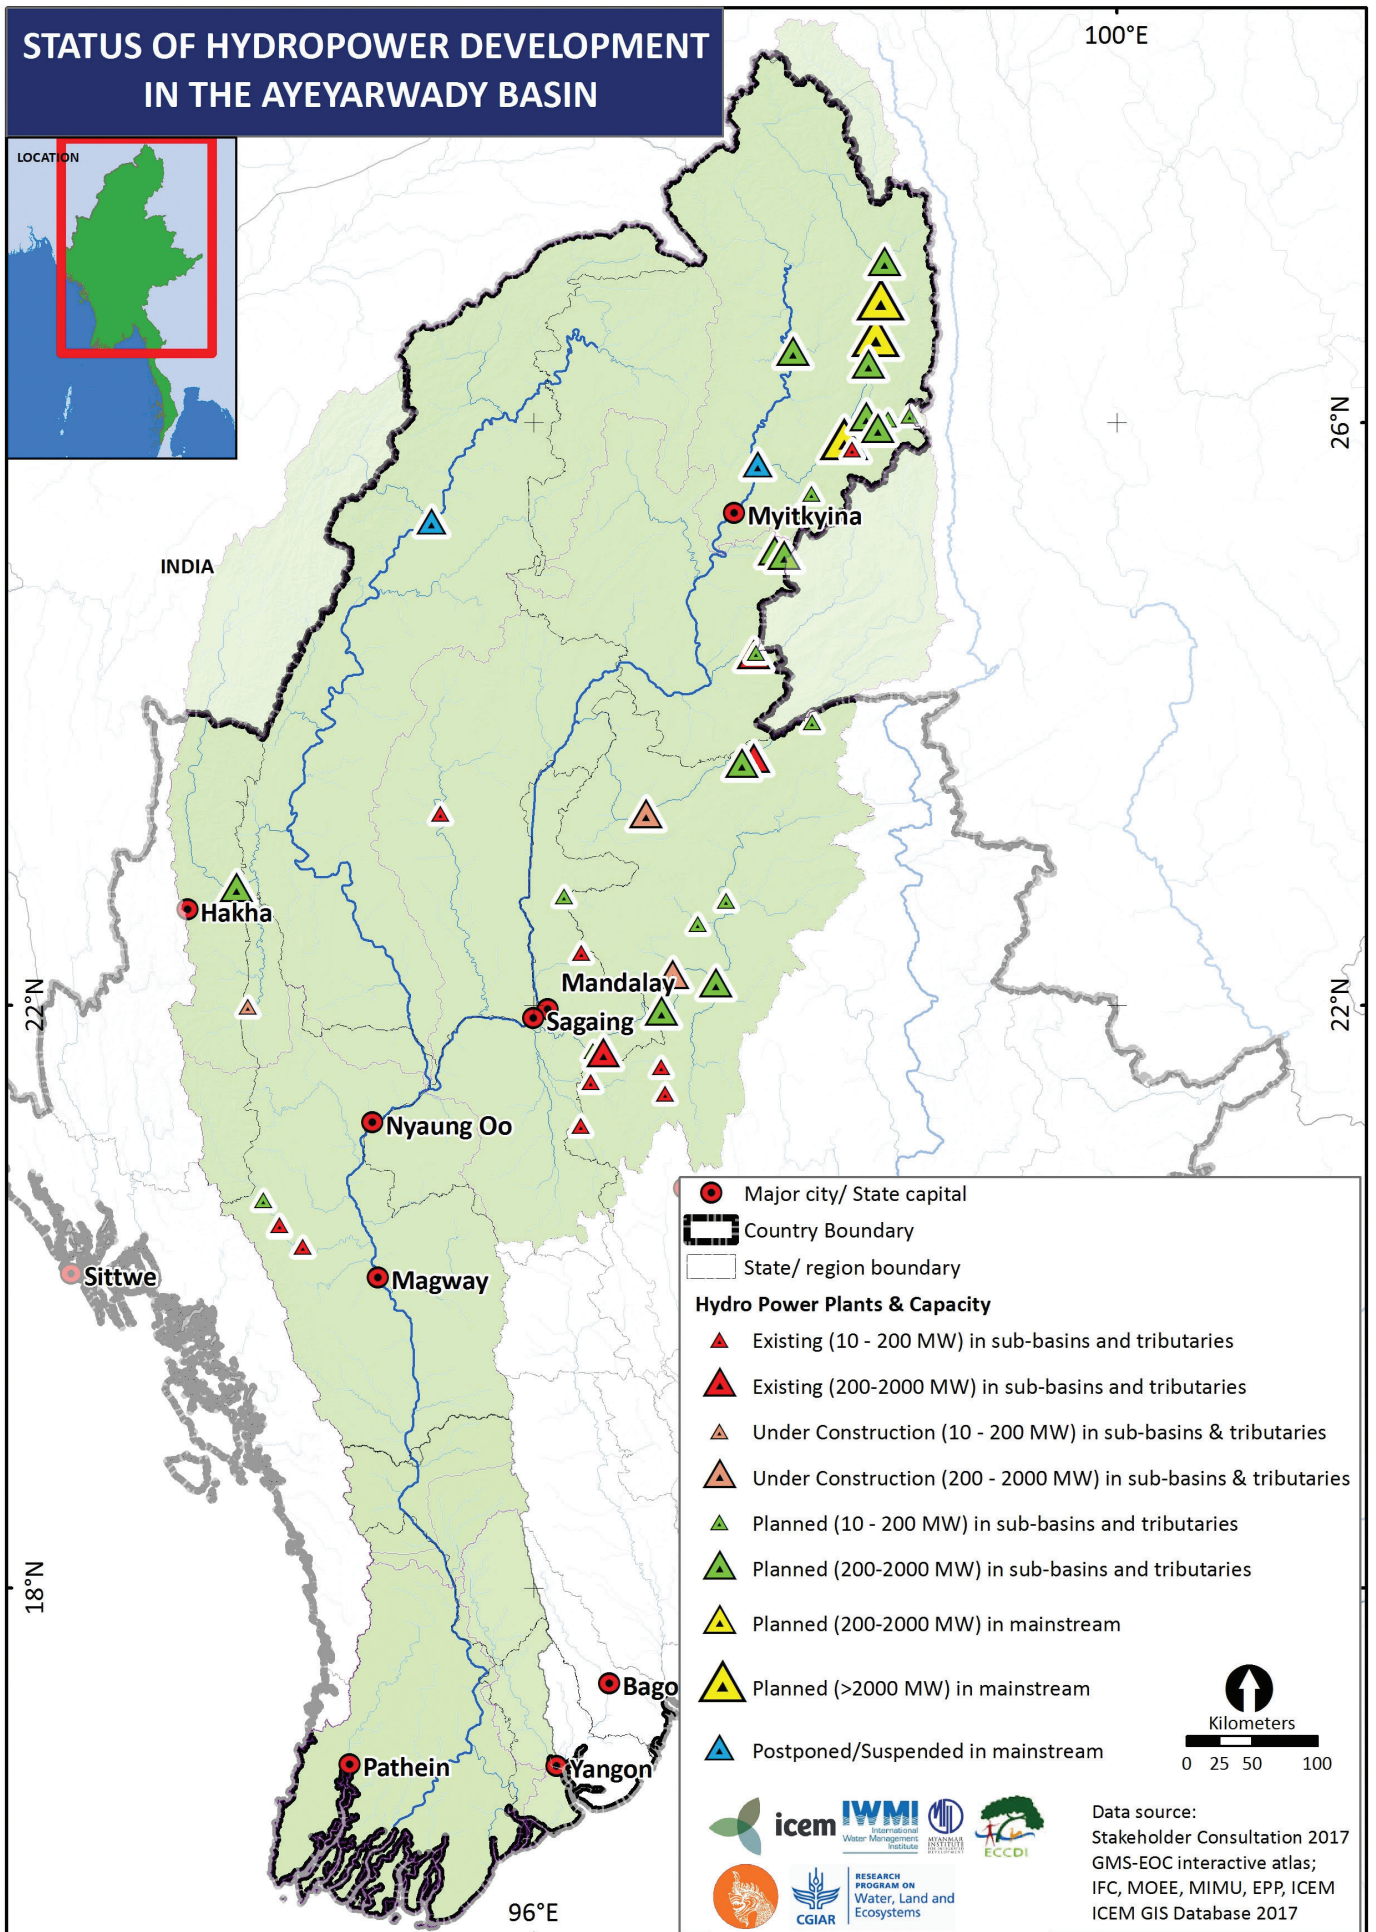 STATUS OF HYDROPOWER DEVELOPMENT
IN THE AYEYARWADY BASIN
100°E
LOCATION
26°N
Myitkyina
INDIA
Hakha
Mandalay
Sagaing
22°N
22°N
Nyaung Oo
Sittwe
Magway
Major city/ State capital
Country Boundary
State/ region boundary
Hydro Power Plants & Capacity
Existing (10 - 200 MW) in sub-basins and tributaries
Existing (200-2000 MW) in sub-basins and tributaries
Under Construction (10 - 200 MW) in sub-basins & tributaries
Under Construction (200 - 2000 MW) in sub-basins & tributaries
Planned (10 - 200 MW) in sub-basins and tributaries
Planned (200-2000 MW) in sub-basins and tributaries
Planned (200-2000 MW) in mainstream
Planned (>2000 MW) in mainstream
Postponed/Suspended in mainstream
18°N
Bago
Pathein
Yangon
96°E
Kilometers
0 25 50 100
icem
IWMI
International
Water Management
Institute
MYANMAR
INSTITUTE
ECCDI
CGIAR
RESEARCH
PROGRAM ON
Water, Land and
Ecosystems
Data source:
Stakeholder Consultation 2017
GMS-EOC interactive atlas;
IFC, MOEE, MIMU, EPP, ICEM
ICEM GIS Database 2017